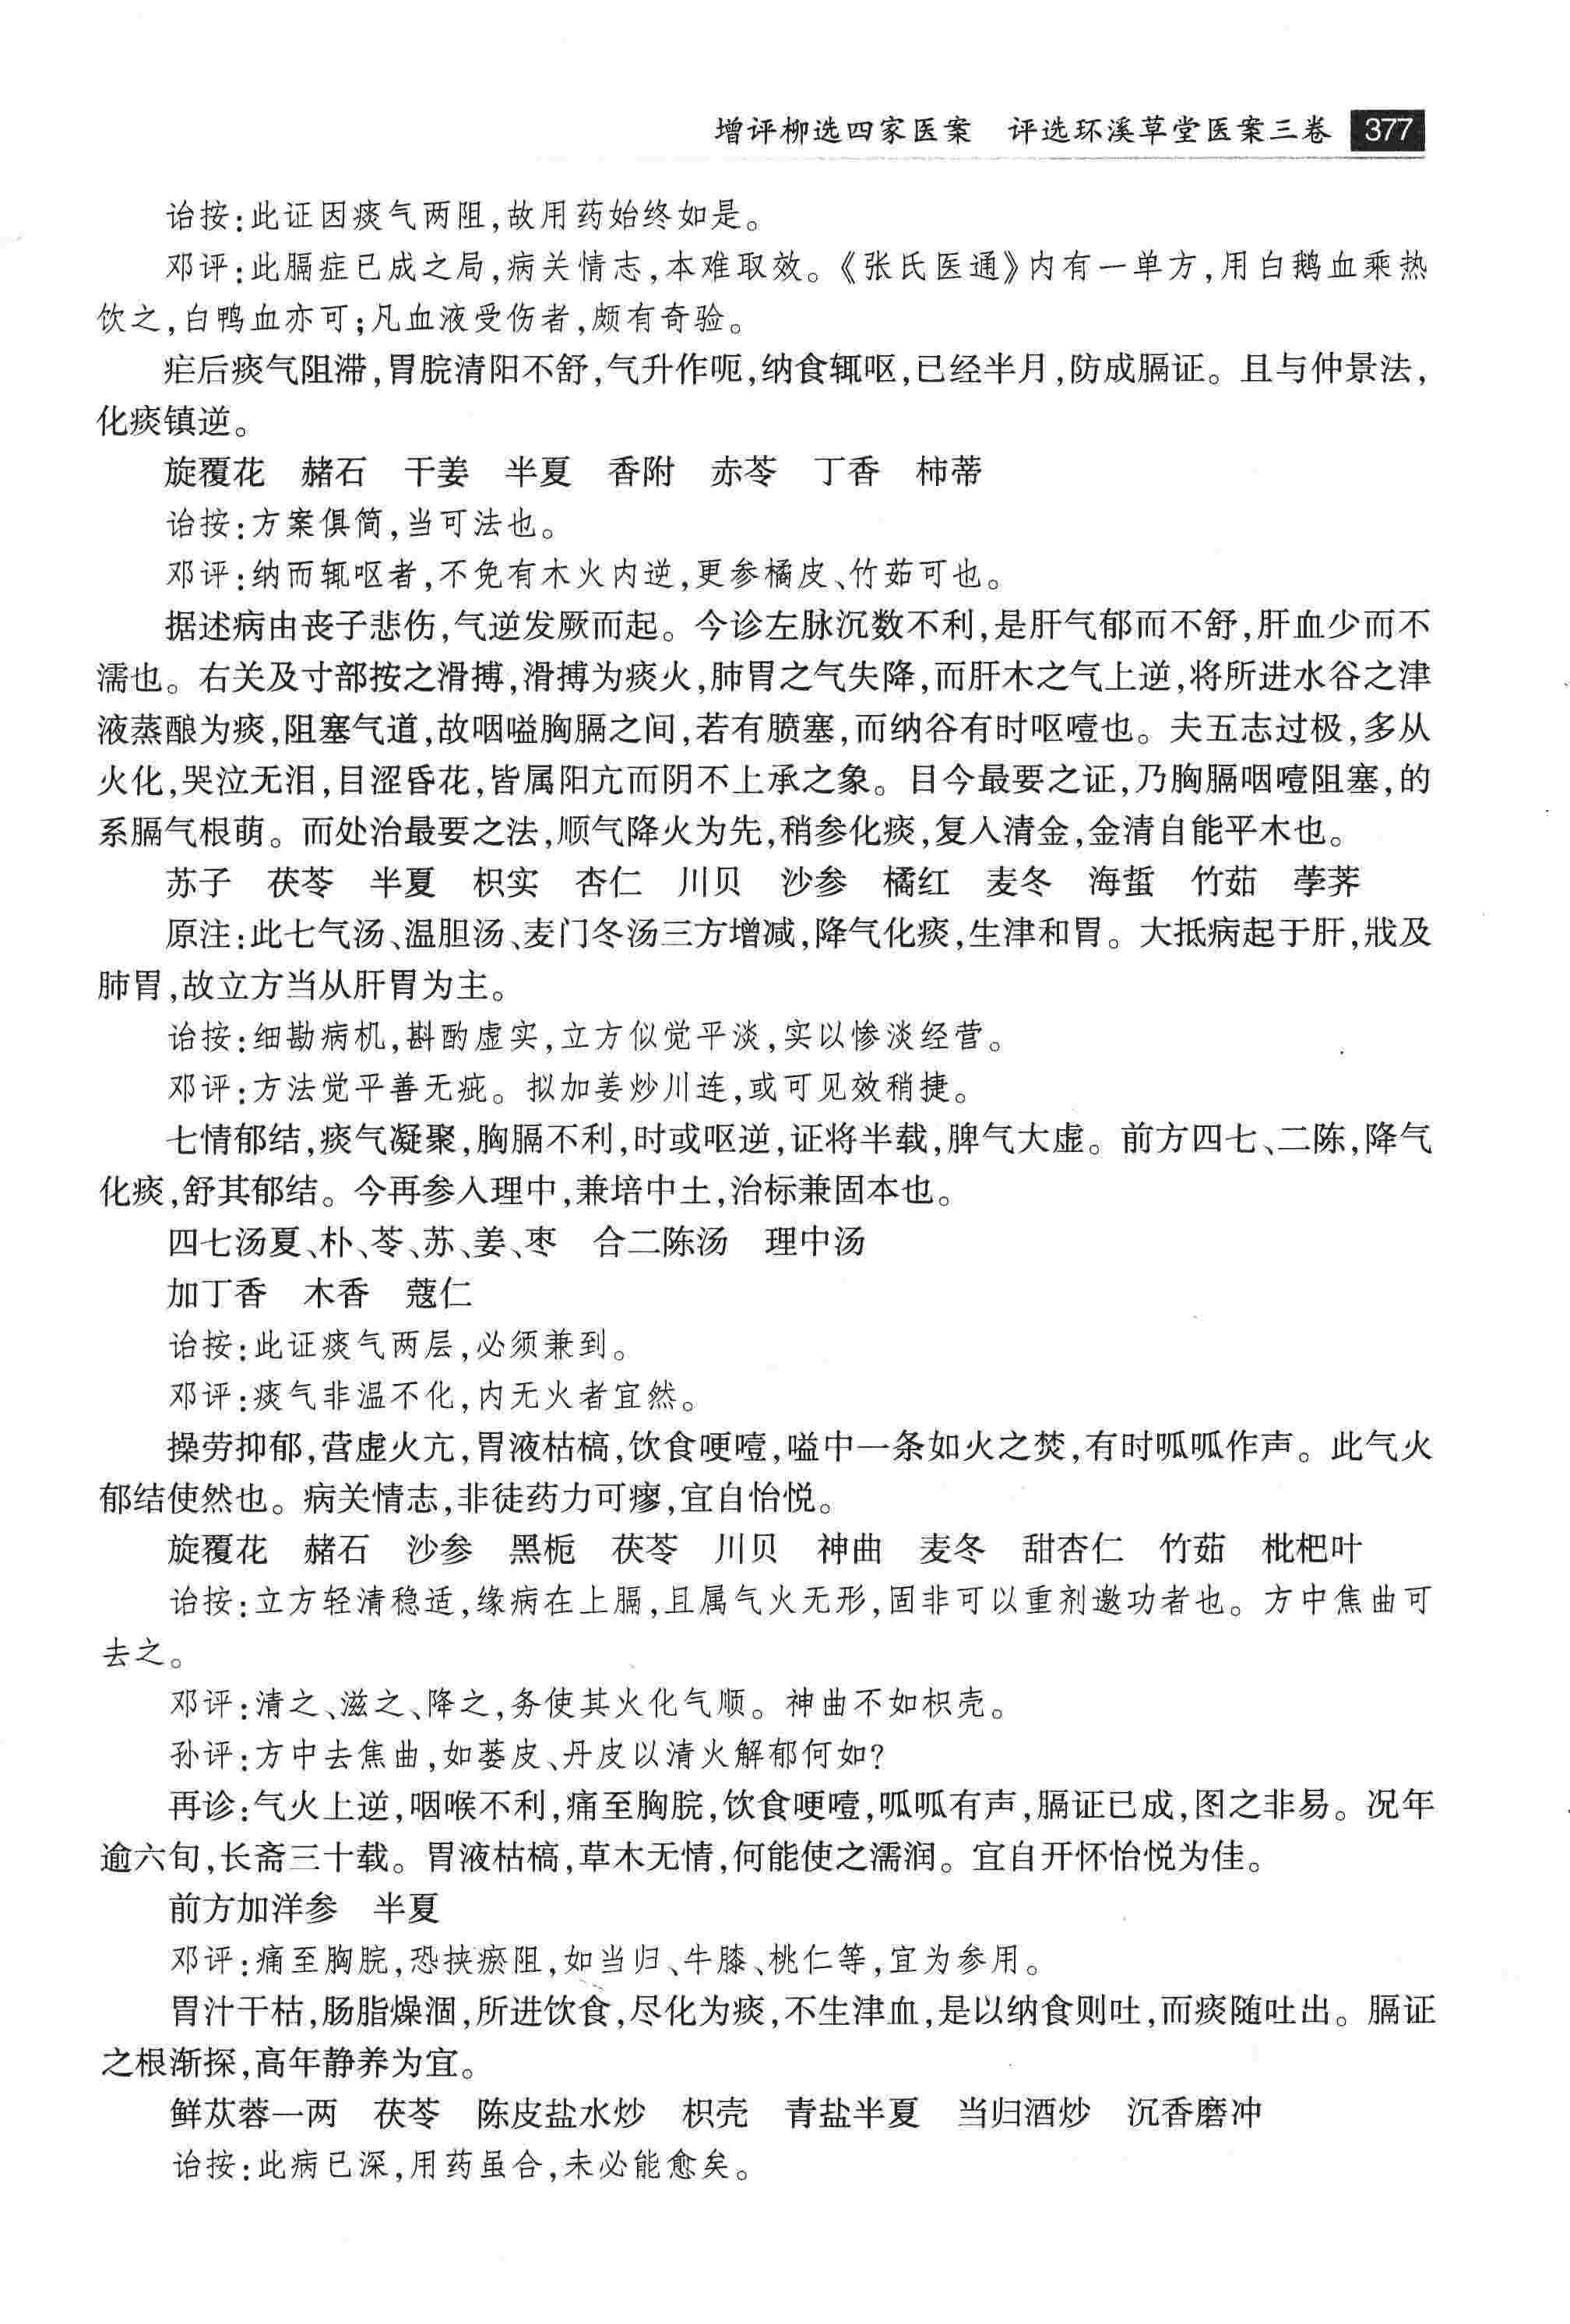 增评柳选四家医案　评选环溪草堂医案三卷 377
诒按:此证因痰气两阻,故用药始终如是。
邓评:此膈症已成之局,病关情志,本难取效。《张氏医通》内有一单方,用白鹅血乘热
饮之,白鸭血亦可;凡血液受伤者,颇有奇验。
疟后痰气阻滞,胃脘清阳不舒,气升作呃,纳食辄呕,已经半月,防成膈证。且与仲景法,
化痰镇逆。
旋覆花　赭石　干姜　半夏　香附　赤苓　丁香　柿蒂
诒按:方案俱简,当可法也。
邓评:纳而辄呕者,不免有木火内逆,更参橘皮、竹茹可也。
据述病由丧子悲伤,气逆发厥而起。今诊左脉沉数不利,是肝气郁而不舒,肝血少而不
濡也。右关及寸部按之滑搏,滑搏为痰火,肺胃之气失降,而肝木之气上逆,将所进水谷之津
液蒸酿为痰,阻塞气道,故咽嗌胸膈之间,若有膹塞,而纳谷有时呕噎也。夫五志过极,多从
火化,哭泣无泪,目涩昏花,皆属阳亢而阴不上承之象。目今最要之证,乃胸膈咽噎阻塞,的
系膈气根萌。而处治最要之法,顺气降火为先,稍参化痰,复入清金,金清自能平木也。
苏子　茯苓　半夏　枳实　杏仁　川贝　沙参　橘红　麦冬　海蜇　竹茹　荸荠
原注:此七气汤、温胆汤、麦门冬汤三方增减,降气化痰,生津和胃。大抵病起于肝,戕及
肺胃,故立方当从肝胃为主。
诒按:细勘病机,斟酌虚实,立方似觉平淡,实以惨淡经营。
邓评:方法觉平善无疵。拟加姜炒川连,或可见效稍捷。
七情郁结,痰气凝聚,胸膈不利,时或呕逆,证将半载,脾气大虚。前方四七、二陈,降气
化痰,舒其郁结。今再参入理中,兼培中土,治标兼固本也。
四七汤夏、朴、苓、苏、姜、枣　合二陈汤　理中汤
加丁香　木香　蔻仁
诒按:此证痰气两层,必须兼到。
邓评:痰气非温不化,内无火者宜然。
操劳抑郁,营虚火亢,胃液枯槁,饮食哽噎,嗌中一条如火之焚,有时呱呱作声。此气火
郁结使然也。病关情志,非徒药力可瘳,宜自怡悦。
旋覆花　赭石　沙参　黑栀　茯苓　川贝　神曲　麦冬　甜杏仁　竹茹　枇杷叶
诒按:立方轻清稳适,缘病在上膈,且属气火无形,固非可以重剂邀功者也。方中焦曲可
去之。
邓评:清之、滋之、降之,务使其火化气顺。神曲不如枳壳。
孙评:方中去焦曲,如蒌皮、丹皮以清火解郁何如?
再诊:气火上逆,咽喉不利,痛至胸脘,饮食哽噎,呱呱有声,膈证已成,图之非易。况年
逾六旬,长斋三十载。胃液枯槁,草木无情,何能使之濡润。宜自开怀怡悦为佳。
前方加洋参　半夏
邓评:痛至胸脘,恐挟瘀阻,如当归、牛膝、桃仁等,宜为参用。
胃汁干枯,肠脂燥涸,所进饮食,尽化为痰,不生津血,是以纳食则吐,而痰随吐出。膈证
之根渐探,高年静养为宜。
鲜苁蓉一两　茯苓　陈皮盐水炒　枳壳　青盐半夏　当归酒炒　沉香磨冲
诒按:此病已深,用药虽合,未必能愈矣。